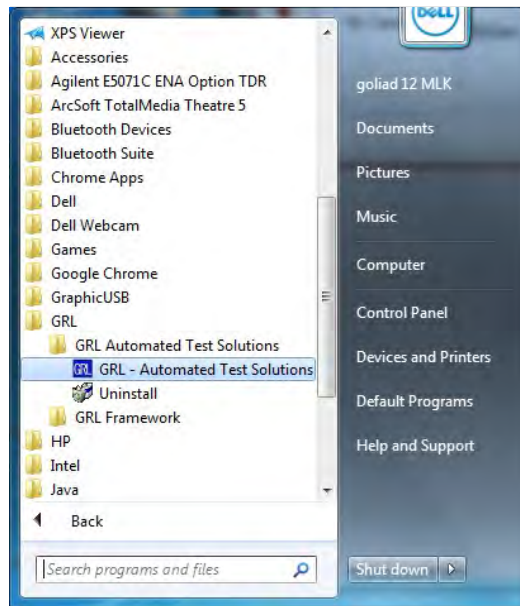 XPS Viewer
Accessories
Agilent E5071C ENA Option TDR
ArcSoft TotalMedia Theatre 5
Bluetooth Devices
Bluetooth Suite
Chrome Apps
Dell
Dell Webcam
Games
Google Chrome
GraphicUSB
GRL
GRL Automated Test Solutions
GRL GRL - Automated Test Solutions
Uninstall
GRL Framework
HP
Intel
Java
Back
Search programs and files
DELL
goliad 12 MLK
Documents
Pictures
Music
Computer
Control Panel
Devices and Printers
Default Programs
Help and Support
Shut down